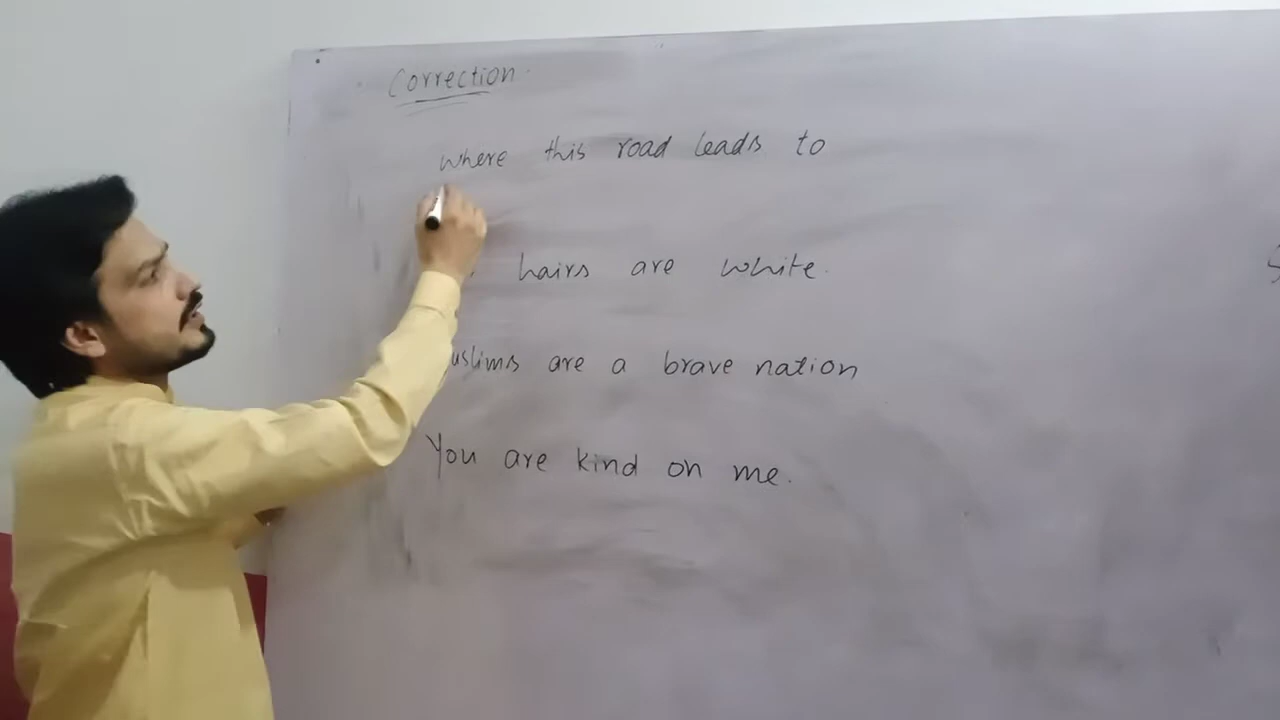 Correction
where this road leads to
hairs are white.
uslims are a brave nation
You are kind on me.